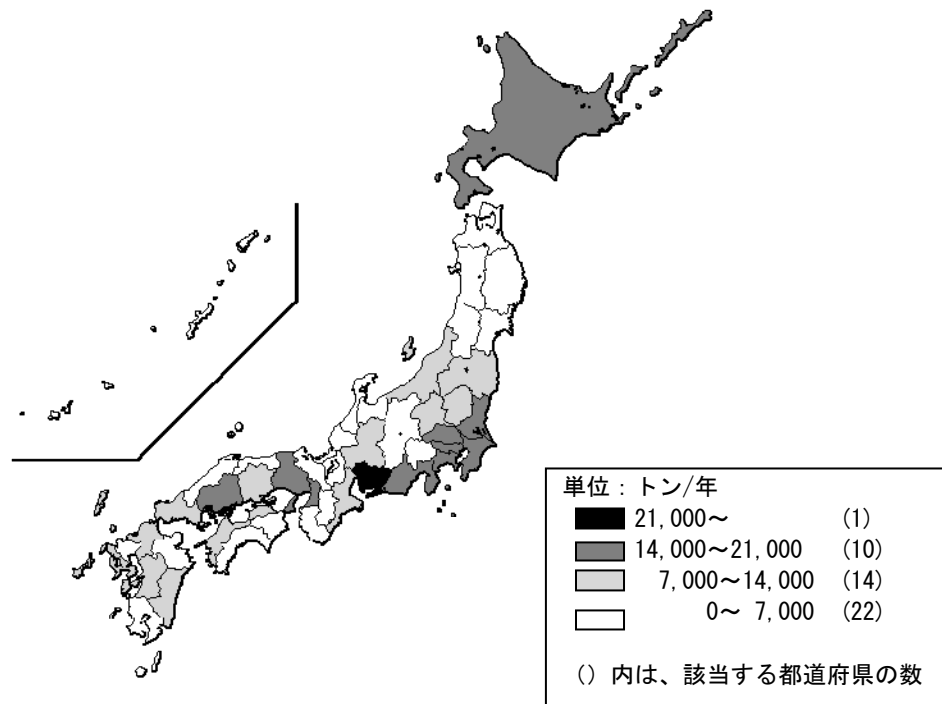 単位：トン/年
21,000～ (1)
14,000～21,000 (10)
7,000～14,000 (14)
0～ 7,000 (22)
() 内は、該当する都道府県の数